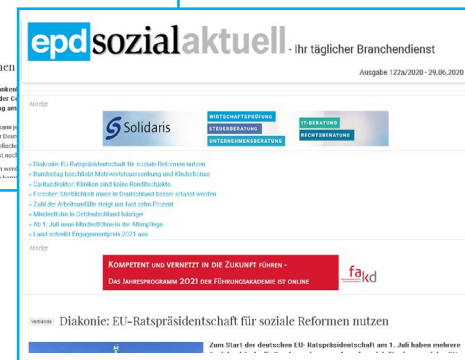 epd sozial aktuell - Ihr täglicher Branchendienst
Ausgabe 122a/2020 - 29.06.2020
Anzeige
Solidaris
WIRTSCHAFTSPRÜFUNG
STEUERBERATUNG
UNTERNEHMENSBERATUNG
IT-BERATUNG
RECHTSBERATUNG
» Diakonie: EU-Ratspräsidentschaft für soziale Reformen nutzen
» Bundestag beschließt Mehrwertsteuersenkung und Kinderbonus
» Caritasdirektor: Kliniken sind keine Renditeobjekte
» Forscher: Sterblichkeit muss in Deutschland besser erfasst werden
» Zahl der Arbeitsunfälle steigt um fast zehn Prozent
» Mindestlohn in Ostdeutschland häufiger
» Ab 1. Juli neue Mindestlöhne in der Altenpflege
» Land schreibt Engagementpreis 2021 aus
Anzeige
KOMPETENT UND VERNETZT IN DIE ZUKUNFT FÜHREN -
DAS JAHRESPROGRAMM 2021 DER FÜHRUNGSAKADEMIE IST ONLINE
fakd
Verbände Diakonie: EU-Ratspräsidentschaft für soziale Reformen nutzen
Zum Start der deutschen EU- Ratspräsidentschaft am 1. Juli haben mehrere